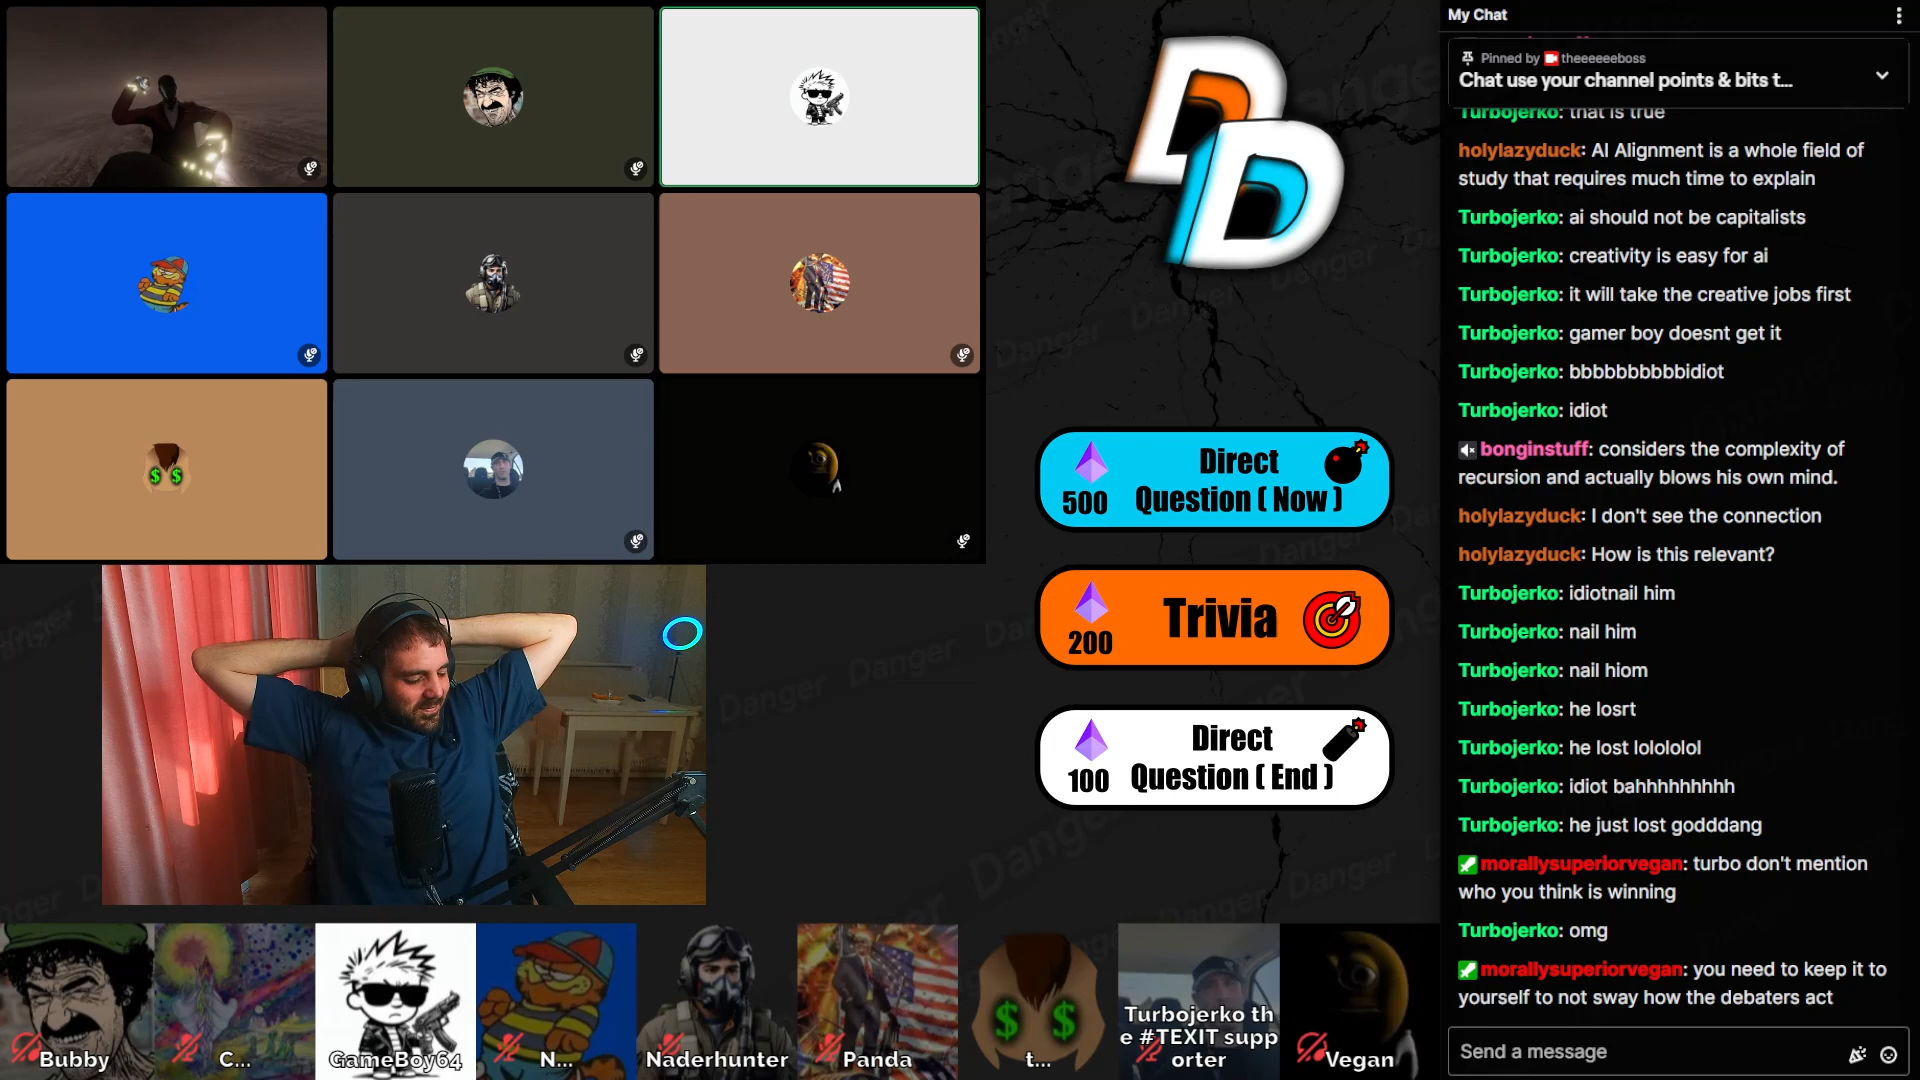 DD
500
Direct
Question ( Now )
200
Trivia
100
Direct
Question ( End )
Danger
Danger
Danger
Danger
Danger
Danger
Bubby
C...
GameBoy64
N...
Naderhunter
Panda
t...
Turbojerko th
e #TEXIT supp
orter
Vegan
My Chat
Pinned by theeeeeeboss
Chat use your channel points & bits t...
Turbojerko: that is true
holylazyduck: AI Alignment is a whole field of
study that requires much time to explain
Turbojerko: ai should not be capitalists
Turbojerko: creativity is easy for ai
Turbojerko: it will take the creative jobs first
Turbojerko: gamer boy doesnt get it
Turbojerko: bbbbbbbbbbidiot
Turbojerko: idiot
bonginstuff: considers the complexity of
recursion and actually blows his own mind.
holylazyduck: I don't see the connection
holylazyduck: How is this relevant?
Turbojerko: idiotnail him
Turbojerko: nail him
Turbojerko: nail hiom
Turbojerko: he losrt
Turbojerko: he lost lolololol
Turbojerko: idiot bahhhhhhhhh
Turbojerko: he just lost godddang
morallysuperiorvegan: turbo don't mention
who you think is winning
Turbojerko: omg
morallysuperiorvegan: you need to keep it to
yourself to not sway how the debaters act
Send a message